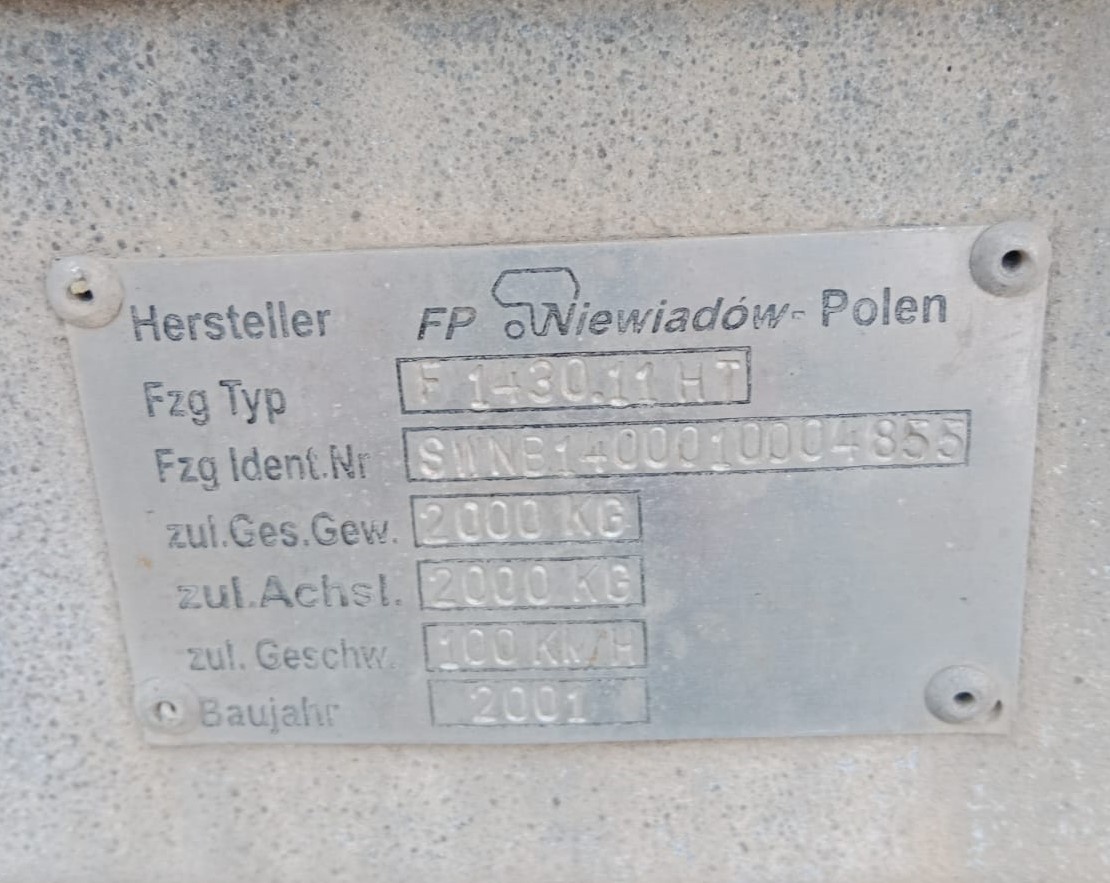 Hersteller FP Niewiadów- Polen
Fzg Typ F 1430.11 HT
Fzg Ident.Nr SWNB1400010004855
zul.Ges.Gew. 2000 KG
zul.Achsl. 2000 KG
zul. Geschw. 100 KM/H
Baujahr 2001